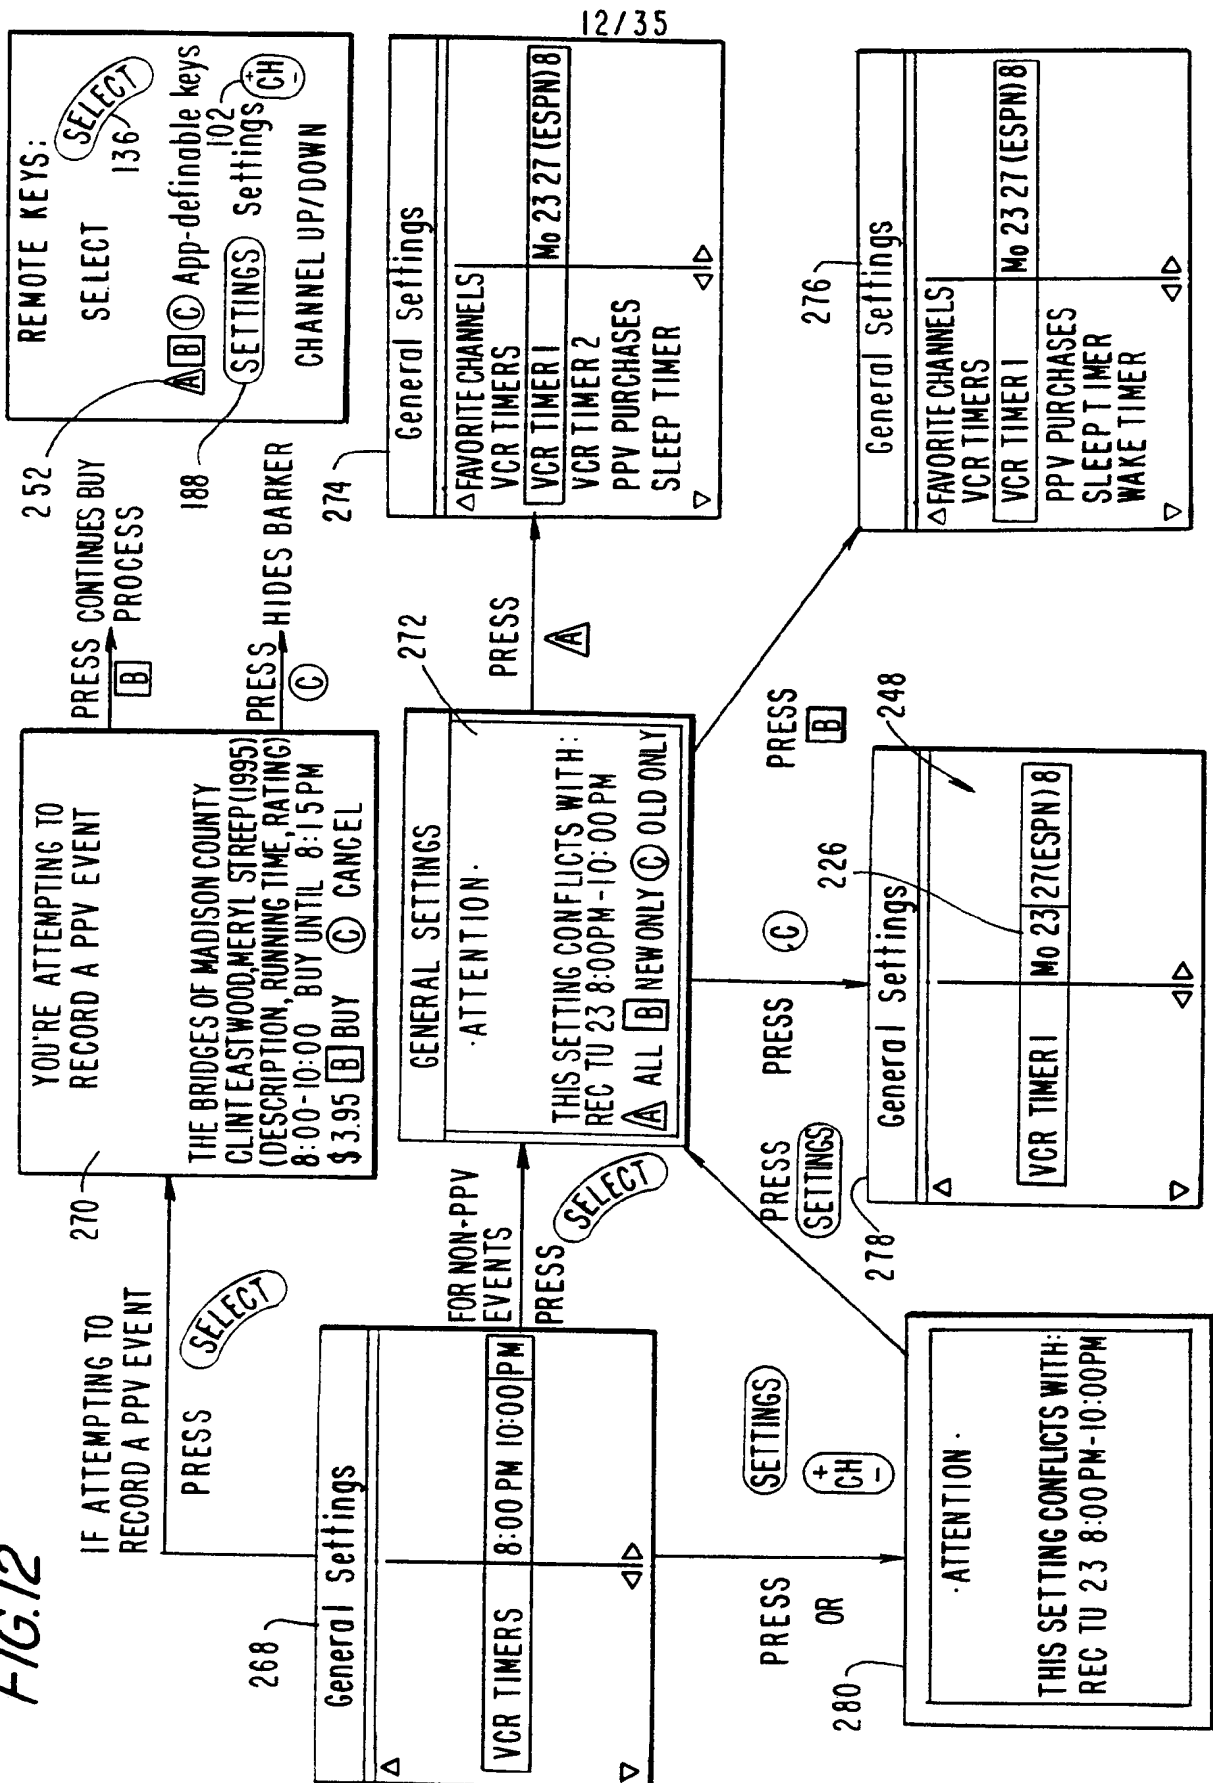 12/35
FIG.12
IF ATTEMPTING TO
RECORD A PPV EVENT
PRESS
SELECT
270
YOU'RE ATTEMPTING TO
RECORD A PPV EVENT
THE BRIDGES OF MADISON COUNTY
CLINT EASTWOOD,MERYL STREEP(1995)
(DESCRIPTION, RUNNING TIME, RATING)
8:00-10:00 BUY UNTIL 8:15PM
$3.95 B BUY C CANCEL
PRESS CONTINUES BUY
B PROCESS
PRESS HIDES BARKER
C
REMOTE KEYS:
SELECT SELECT
136
252
A B C App-definable keys
102
188
SETTINGS Settings + CH -
CHANNEL UP/DOWN
268
General Settings
VCR TIMERS 8:00PM 10:00 PM
FOR NON-PPV
EVENTS
PRESS
SELECT
272
GENERAL SETTINGS
·ATTENTION·
THIS SETTING CONFLICTS WITH:
REC TU 23 8:00PM-10:00PM
A ALL B NEW ONLY C OLD ONLY
PRESS
A
274
General Settings
FAVORITE CHANNELS
VCR TIMERS
VCR TIMER 1 Mo 23 27 (ESPN)8
VCR TIMER 2
PPV PURCHASES
SLEEP TIMER
PRESS
OR
SETTINGS
+
CH
-
280
·ATTENTION·
THIS SETTING CONFLICTS WITH:
REC TU 23 8:00PM-10:00PM
PRESS
SETTINGS
PRESS C
278
General Settings
226
248
VCR TIMER 1 Mo 23 27(ESPN)8
PRESS
B
276
General Settings
FAVORITE CHANNELS
VCR TIMERS
VCR TIMER 1 Mo 23 27 (ESPN)8
PPV PURCHASES
SLEEP TIMER
WAKE TIMER